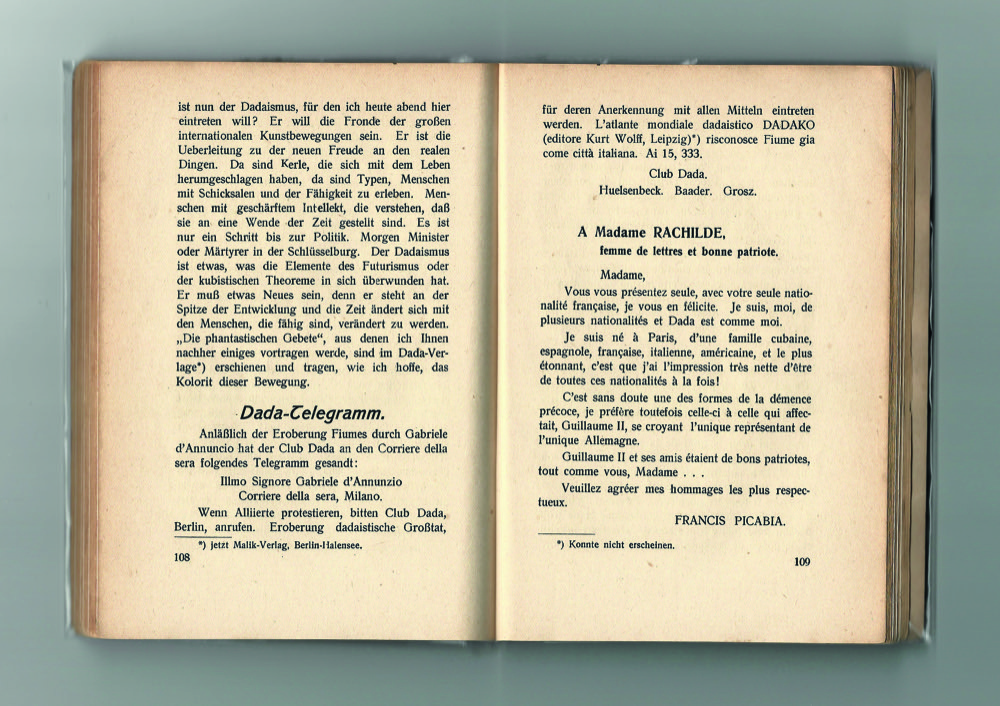 ist nun der Dadaismus, für den ich heute abend hier
eintreten will? Er will die Fronde der großen
internationalen Kunstbewegungen sein. Er ist die
Ueberleitung zu der neuen Freude an den realen
Dingen. Da sind Kerle, die sich mit dem Leben
herumgeschlagen haben, da sind Typen, Menschen
mit Schicksalen und der Fähigkeit zu erleben. Men-
schen mit geschärftem Intellekt, die verstehen, daß
sie an eine Wende der Zeit gestellt sind. Es ist
nur ein Schritt bis zur Politik. Morgen Minister
oder Märtyrer in der Schlüsselburg. Der Dadaismus
ist etwas, was die Elemente des Futurismus oder
der kubistischen Theoreme in sich überwunden hat.
Er muß etwas Neues sein, denn er steht an der
Spitze der Entwicklung und die Zeit ändert sich mit
den Menschen, die fähig sind, verändert zu werden.
„Die phantastischen Gebete“, aus denen ich Ihnen
nachher einiges vortragen werde, sind im Dada-Ver-
lage*) erschienen und tragen, wie ich hoffe, das
Kolorit dieser Bewegung.
Dada-Telegramm.
Anläßlich der Eroberung Fiumes durch Gabriele
d'Annuncio hat der Club Dada an den Corriere della
sera folgendes Telegramm gesandt:
Illmo Signore Gabriele d'Annunzio
Corriere della sera, Milano.
Wenn Alliierte protestieren, bitten Club Dada,
Berlin, anrufen. Eroberung dadaistische Großtat,
*) jetzt Malik-Verlag, Berlin-Halensee.
108
für deren Anerkennung mit allen Mitteln eintreten
werden. L'atlante mondiale dadaistico DADAKO
(editore Kurt Wolff, Leipzig)*) risconosce Fiume gia
come città italiana. Ai 15, 333.
Club Dada.
Huelsenbeck. Baader. Grosz.
A Madame RACHILDE,
femme de lettres et bonne patriote.
Madame,
Vous vous présentez seule, avec votre seule natio-
nalité française, je vous en félicite. Je suis, moi, de
plusieurs nationalités et Dada est comme moi.
Je suis né à Paris, d'une famille cubaine,
espagnole, française, italienne, américaine, et le plus
étonnant, c'est que j'ai l'impression très nette d'être
de toutes ces nationalités à la fois!
C'est sans doute une des formes de la démence
précoce, je préfère toutefois celle-ci à celle qui affec-
tait, Guillaume II, se croyant l'unique représentant de
l'unique Allemagne.
Guillaume II et ses amis étaient de bons patriotes,
tout comme vous, Madame . . .
Veuillez agréer mes hommages les plus respec-
tueux.
FRANCIS PICABIA.
*) Konnte nicht erscheinen.
109